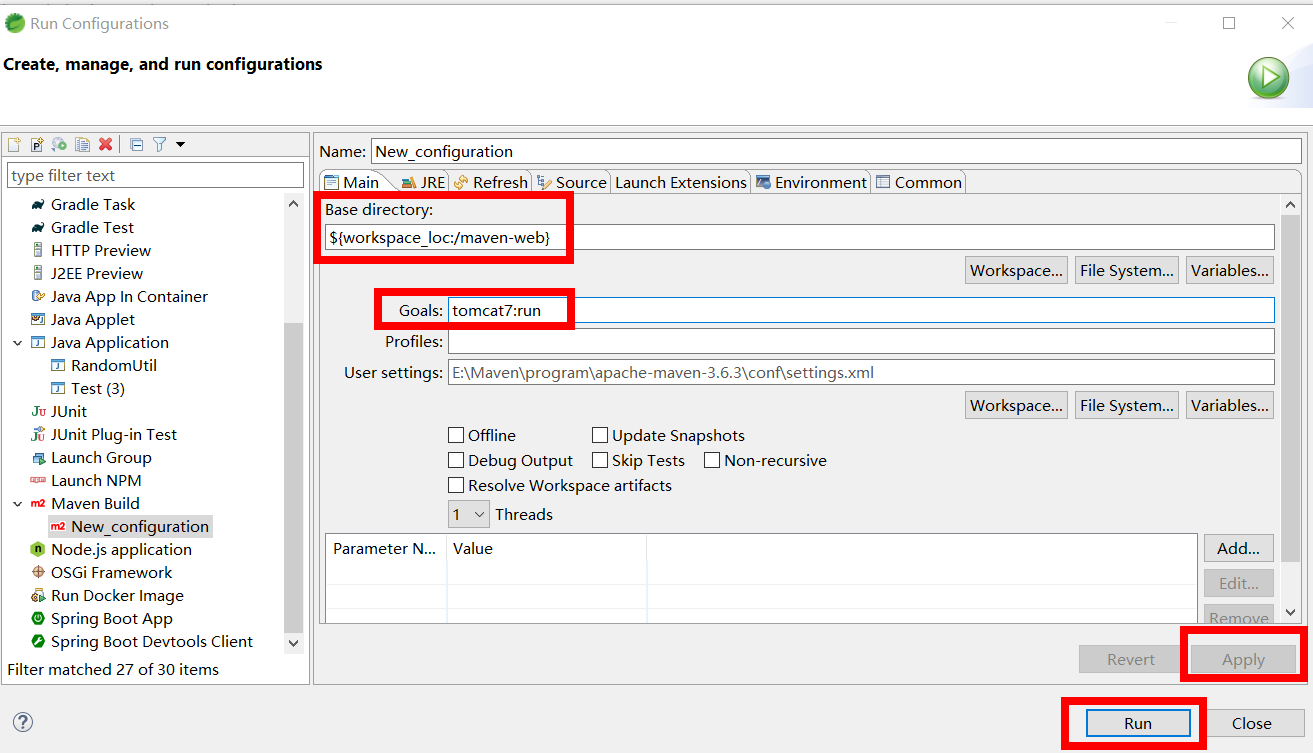 Run Configurations
Create, manage, and run configurations
type filter text
Gradle Task
Gradle Test
HTTP Preview
J2EE Preview
Java App In Container
Java Applet
Java Application
RandomUtil
Test (3)
JUnit
JUnit Plug-in Test
Launch Group
Launch NPM
Maven Build
New_configuration
Node.js application
OSGi Framework
Run Docker Image
Spring Boot App
Spring Boot Devtools Client
Filter matched 27 of 30 items
Name: New_configuration
Main JRE Refresh Source Launch Extensions Environment Common
Base directory:
${workspace_loc:/maven-web}
Workspace... File System... Variables...
Goals: tomcat7:run
Profiles:
User settings: E:\Maven\program\apache-maven-3.6.3\conf\settings.xml
Workspace... File System... Variables...
Offline Update Snapshots
Debug Output Skip Tests Non-recursive
Resolve Workspace artifacts
1 Threads
Parameter N... Value
Add...
Edit...
Remove
Revert Apply
Run Close